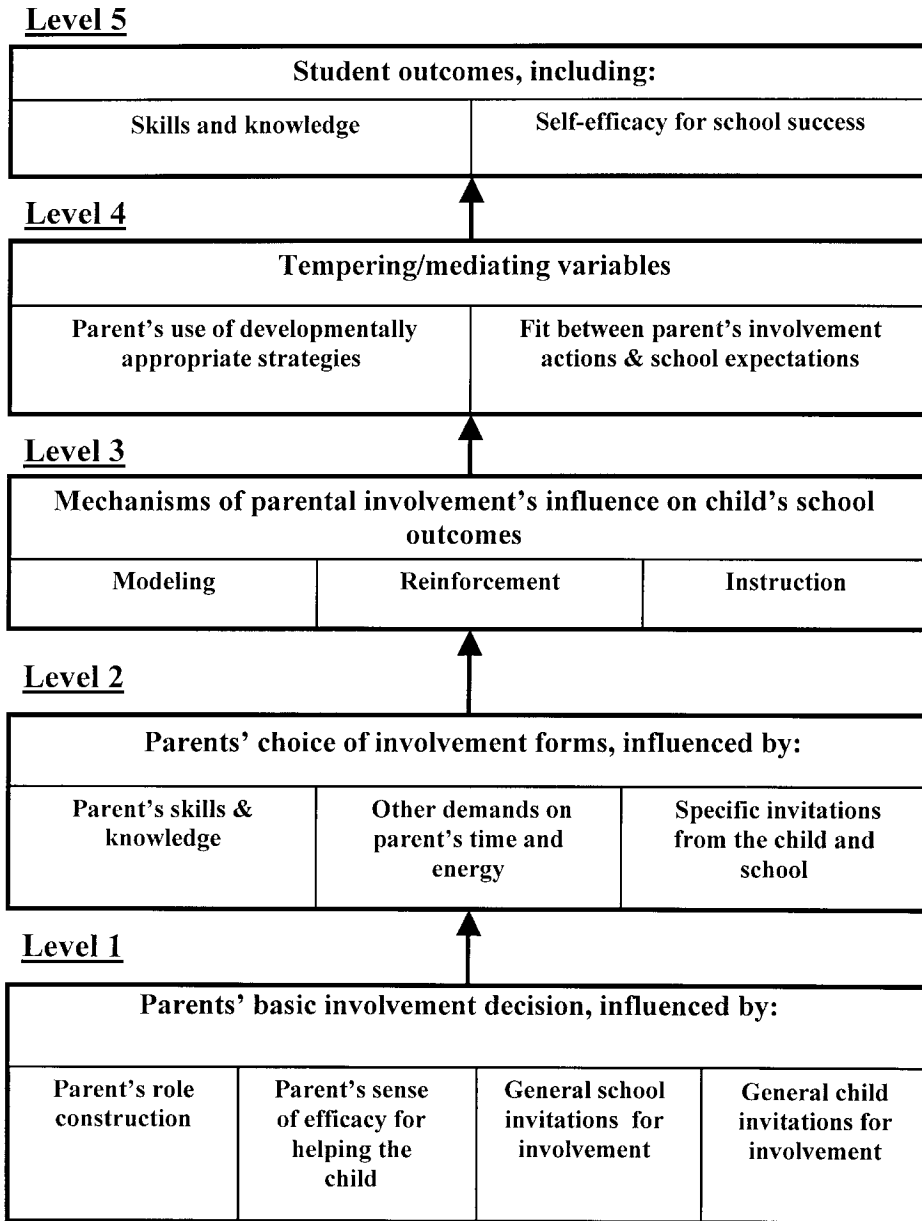 Level 5
Student outcomes, including:
Skills and knowledge
Self-efficacy for school success
Level 4
Tempering/mediating variables
Parent's use of developmentally
appropriate strategies
Fit between parent's involvement
actions & school expectations
Level 3
Mechanisms of parental involvement's influence on child's school
outcomes
Modeling
Reinforcement
Instruction
Level 2
Parents' choice of involvement forms, influenced by:
Parent's skills &
knowledge
Other demands on
parent's time and
energy
Specific invitations
from the child and
school
Level 1
Parents' basic involvement decision, influenced by:
Parent's role
construction
Parent's sense
of efficacy for
helping the
child
General school
invitations for
involvement
General child
invitations for
involvement